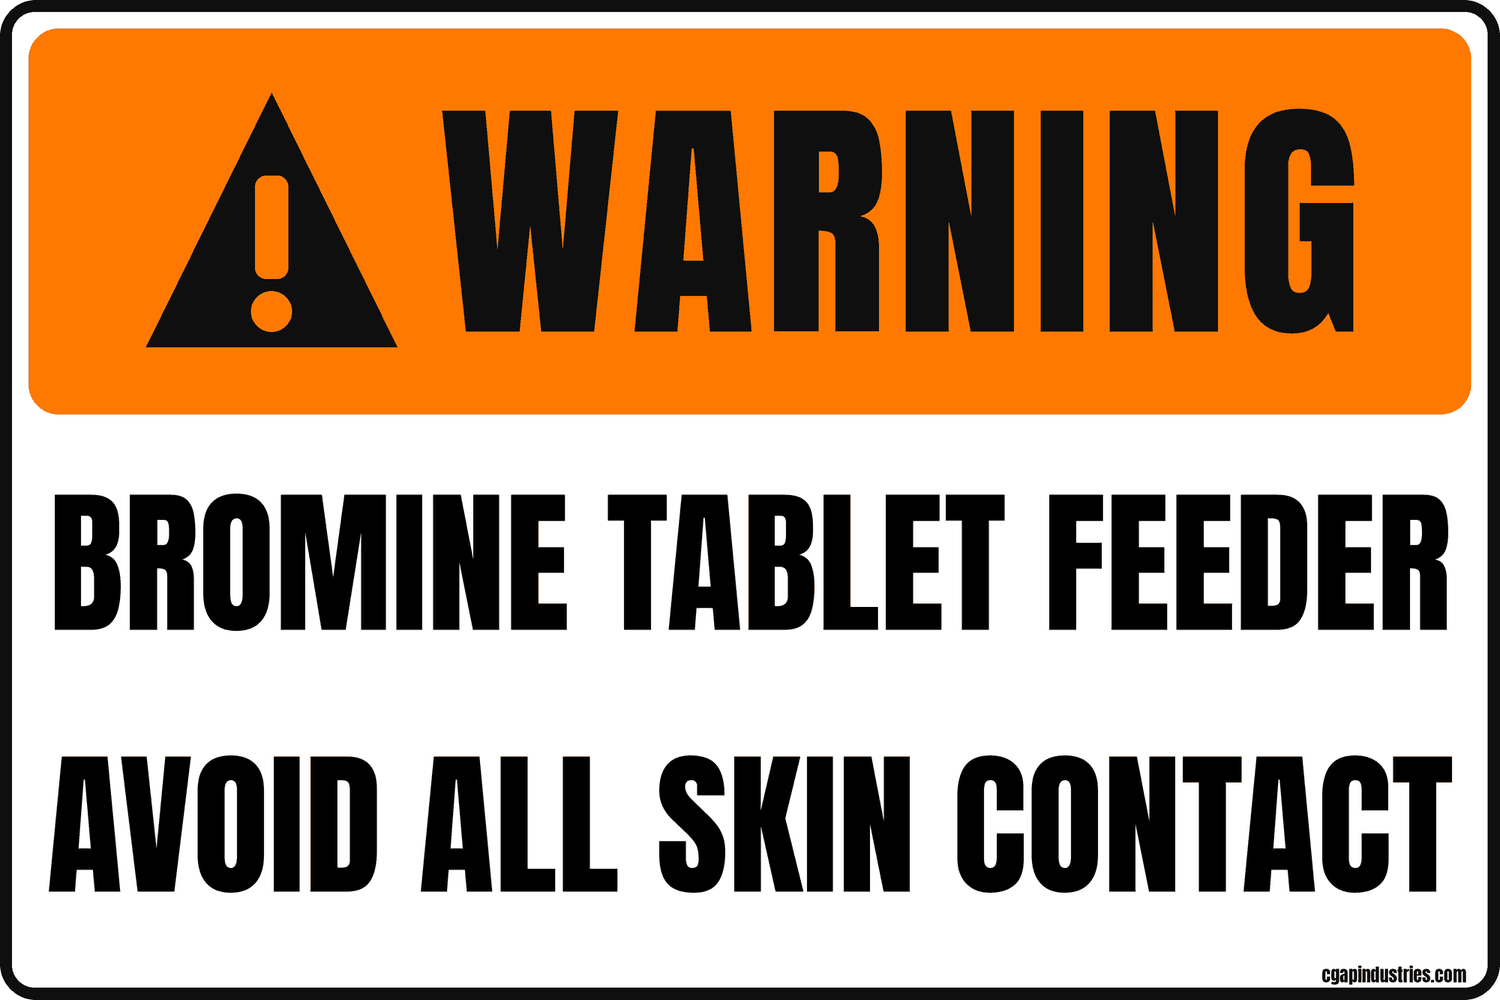 WARNING
BROMINE TABLET FEEDER
AVOID ALL SKIN CONTACT
cgapindustries.com